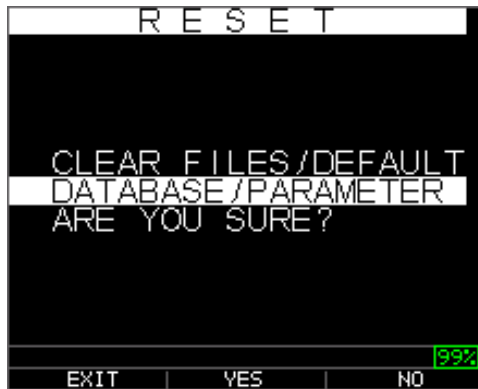 R E S E T
CLEAR FILES/DEFAULT
DATABASE/PARAMETER
ARE YOU SURE?
99%
EXIT | YES | NO